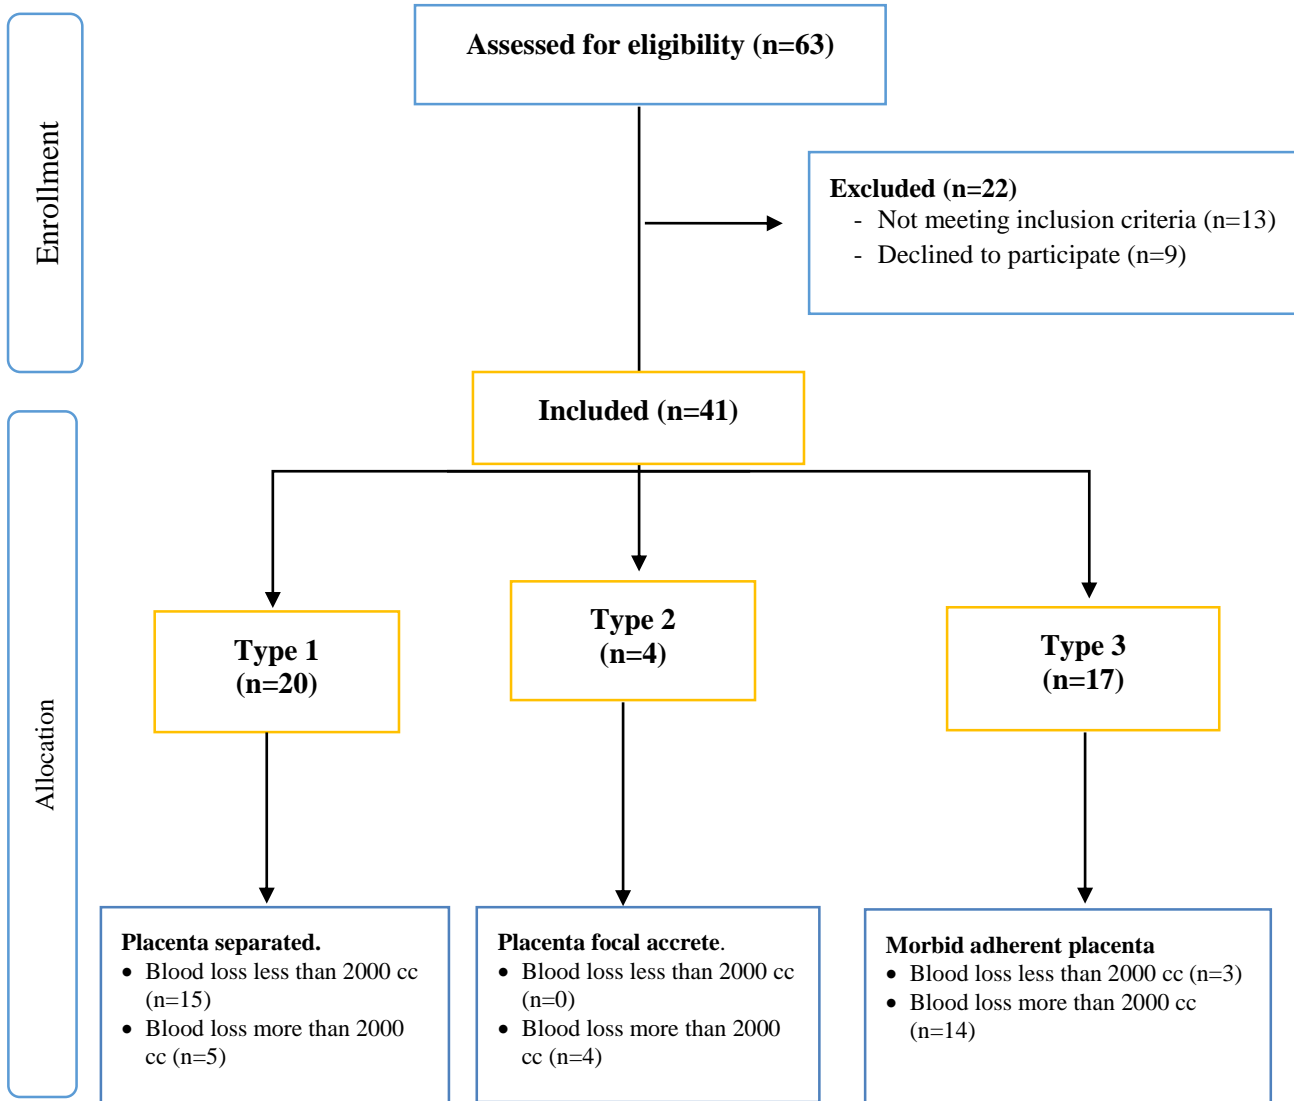 Enrollment
Assessed for eligibility (n=63)
Excluded (n=22)
- Not meeting inclusion criteria (n=13)
- Declined to participate (n=9)
Included (n=41)
Allocation
Type 1
(n=20)
Type 2
(n=4)
Type 3
(n=17)
Placenta separated.
• Blood loss less than 2000 cc
(n=15)
• Blood loss more than 2000
cc (n=5)
Placenta focal accrete.
• Blood loss less than 2000 cc
(n=0)
• Blood loss more than 2000
cc (n=4)
Morbid adherent placenta
• Blood loss less than 2000 cc (n=3)
• Blood loss more than 2000 cc
(n=14)